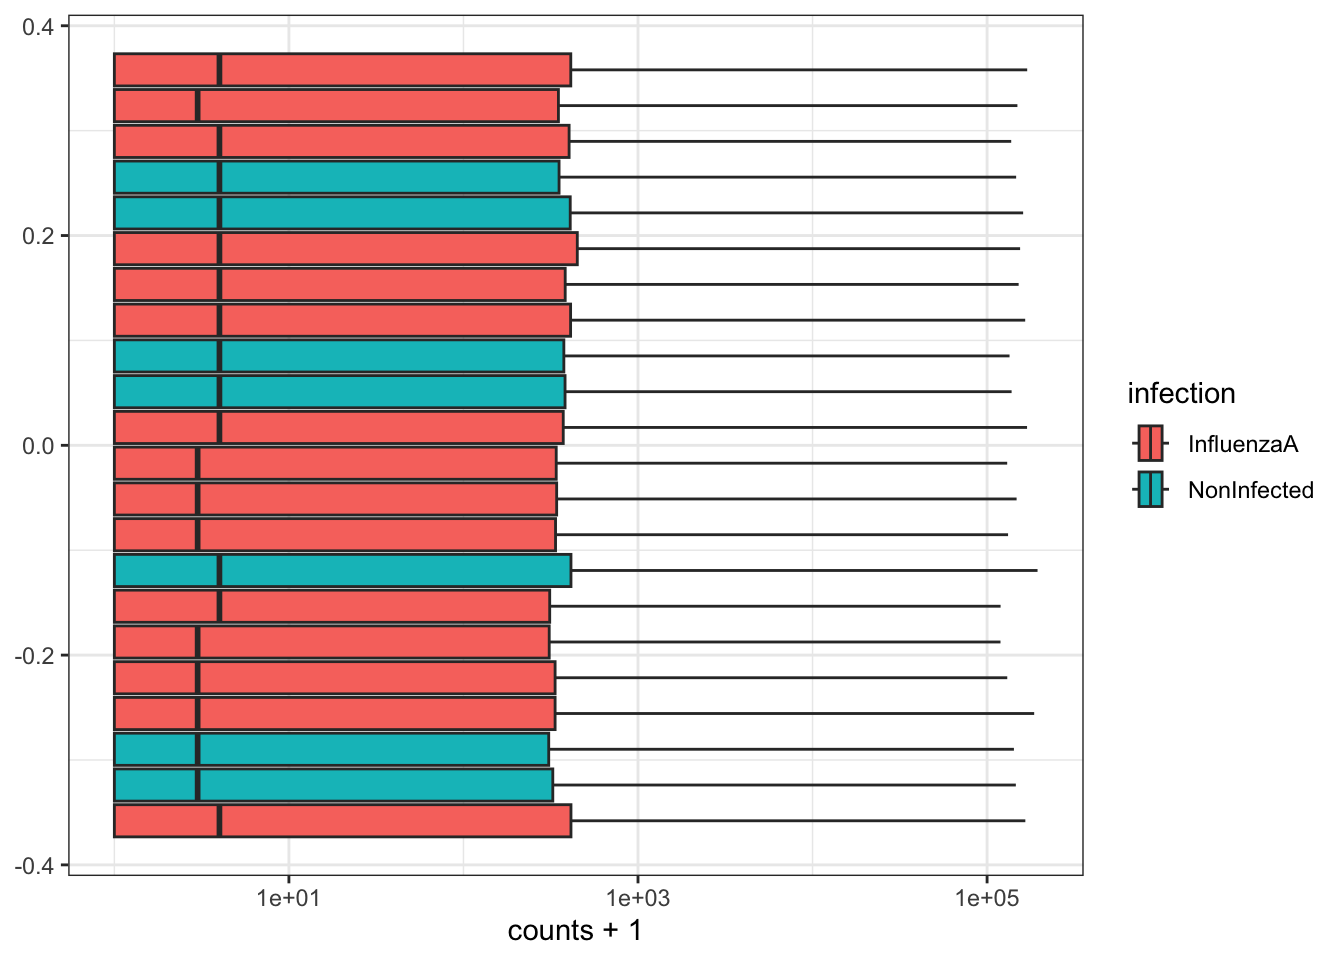 0.4
0.2
0.0
-0.2
-0.4
1e+01 1e+03 1e+05
counts + 1
infection
InfluenzaA
NonInfected